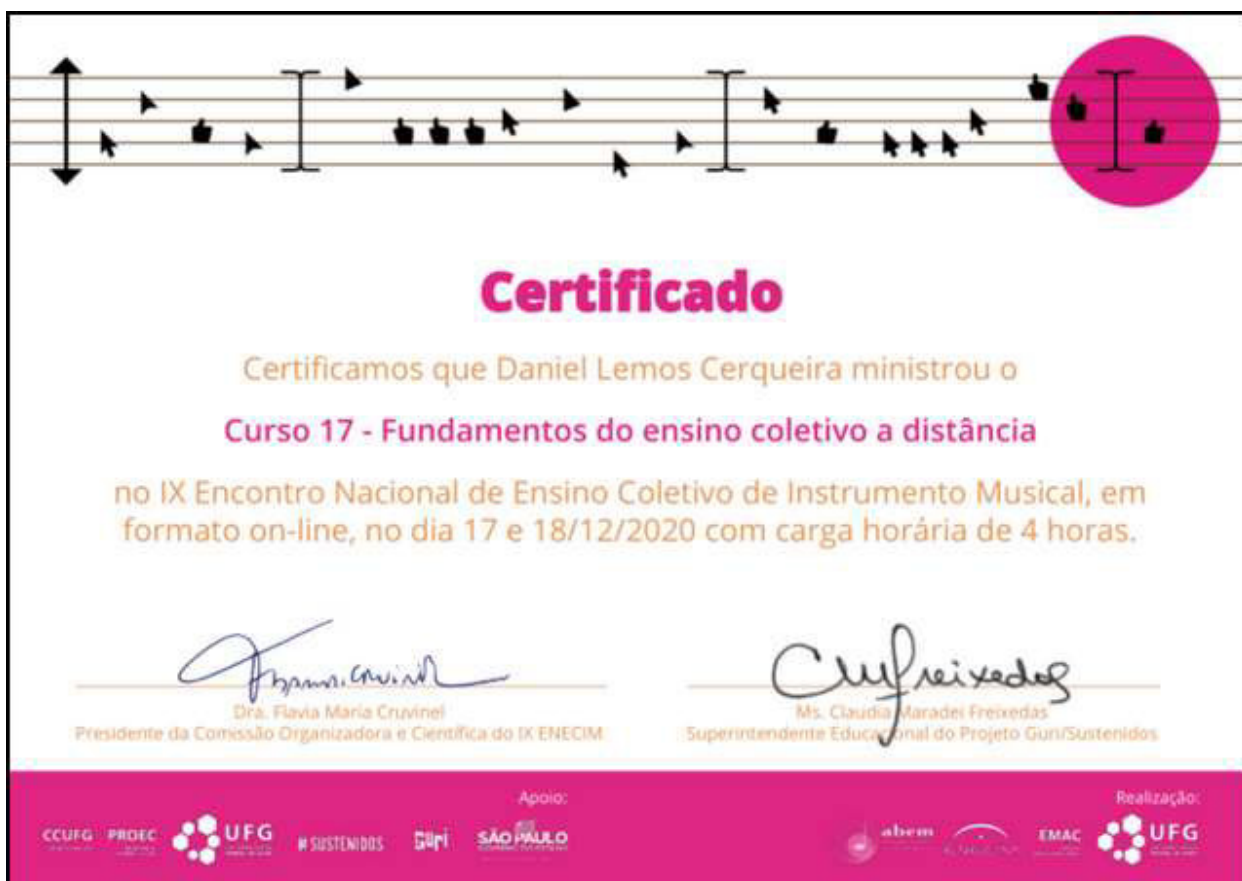 Certificado
Certificamos que Daniel Lemos Cerqueira ministrou o
Curso 17 - Fundamentos do ensino coletivo a distância
no IX Encontro Nacional de Ensino Coletivo de Instrumento Musical, em
formato on-line, no dia 17 e 18/12/2020 com carga horária de 4 horas.
Dra. Flavia Maria Cruvinel
Presidente da Comissão Organizadora e Científica do IX ENECIM
Ms. Claudia Maradei Freixedas
Superintendente Educacional do Projeto Guri/Sustenidos
Apoio:
CCUFG PROEC UFG #SUSTENIDOS Guri SÃO PAULO
Realização:
abem EMAC UFG